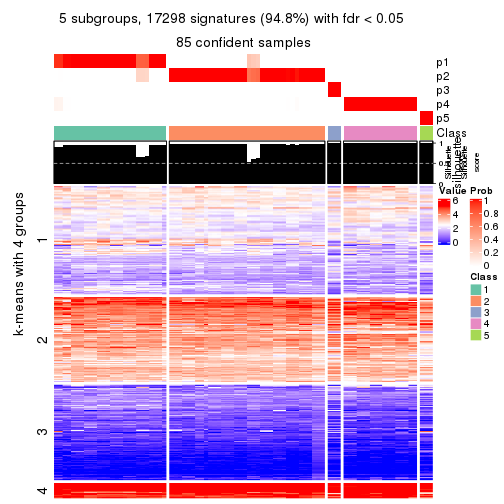 5 subgroups, 17298 signatures (94.8%) with fdr < 0.05
85 confident samples
p1
p2
p3
p4
p5
Class
1
0.5
0
Silhouette
score
silhouette
k-means with 4 groups
1
2
3
4
Value
6
4
2
0
Prob
1
0.8
0.6
0.4
0.2
0
Class
1
2
3
4
5